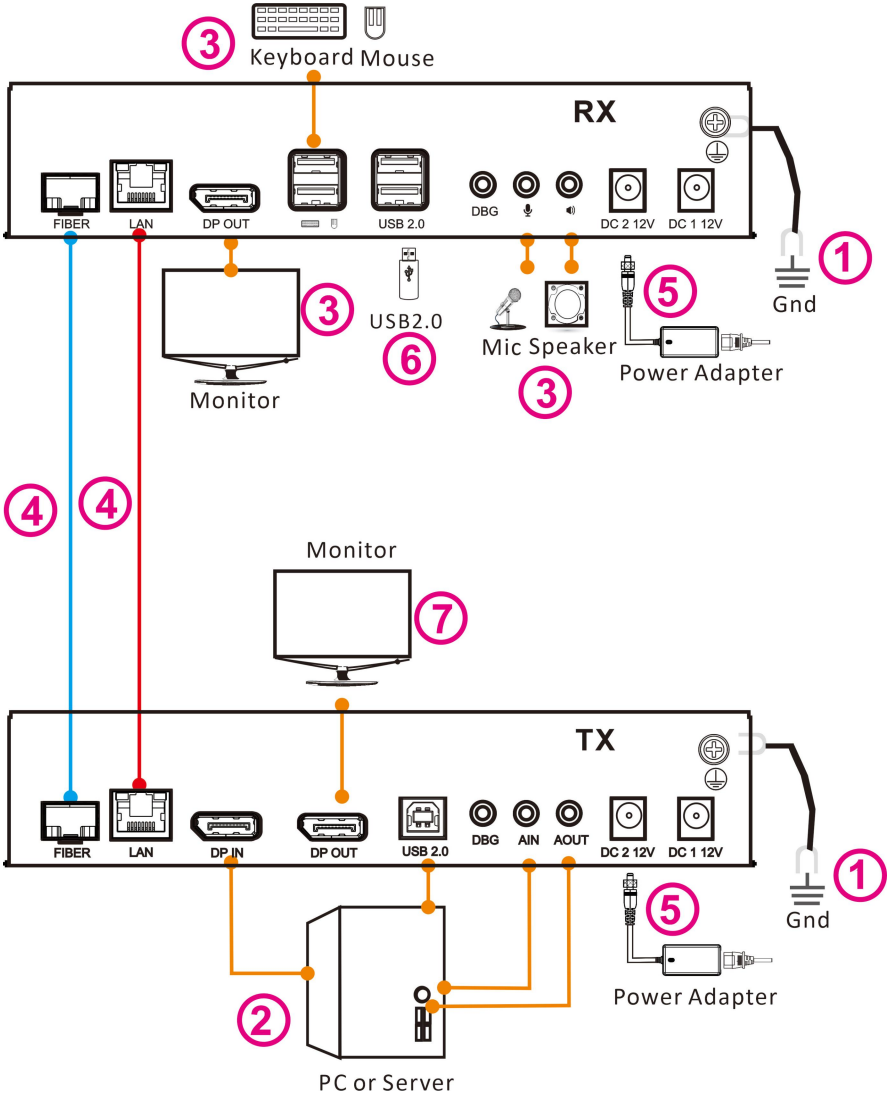 3
Keyboard Mouse
RX
FIBER LAN DP OUT USB 2.0 DBG DC 2 12V DC 1 12V
1
Gnd
3
USB2.0
6
Mic Speaker
3
5
Power Adapter
Monitor
4 4
Monitor
7
TX
FIBER LAN DP IN DP OUT USB 2.0 DBG AIN AOUT DC 2 12V DC 1 12V
1
Gnd
5
Power Adapter
2
PC or Server